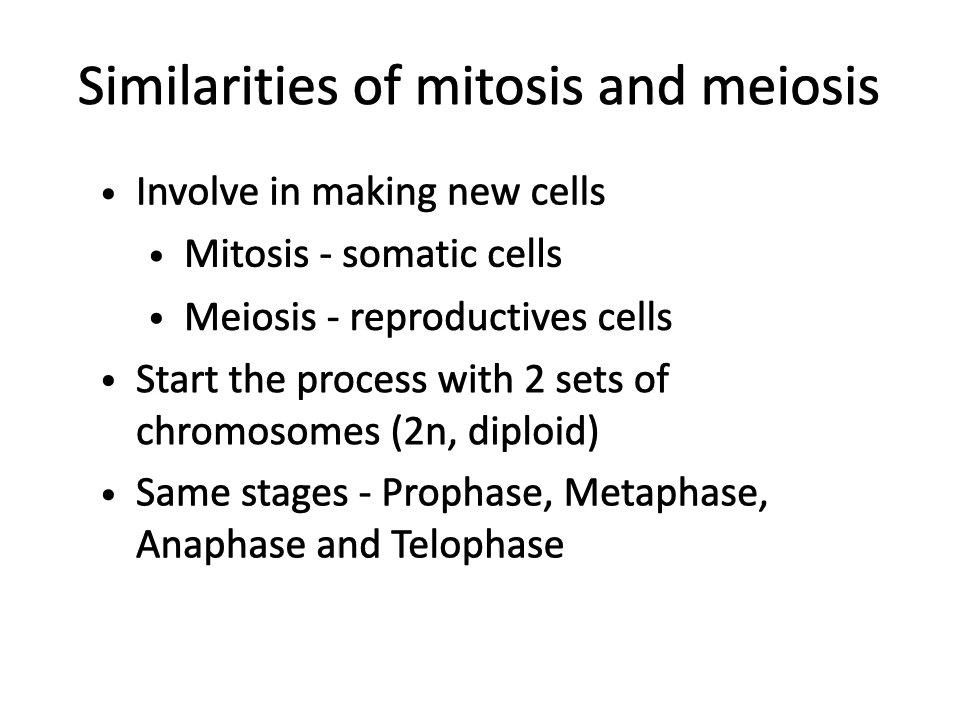 Similarities of mitosis and meiosis
• Involve in making new cells
• Mitosis - somatic cells
• Meiosis - reproductives cells
• Start the process with 2 sets of
chromosomes (2n, diploid)
• Same stages - Prophase, Metaphase,
Anaphase and Telophase